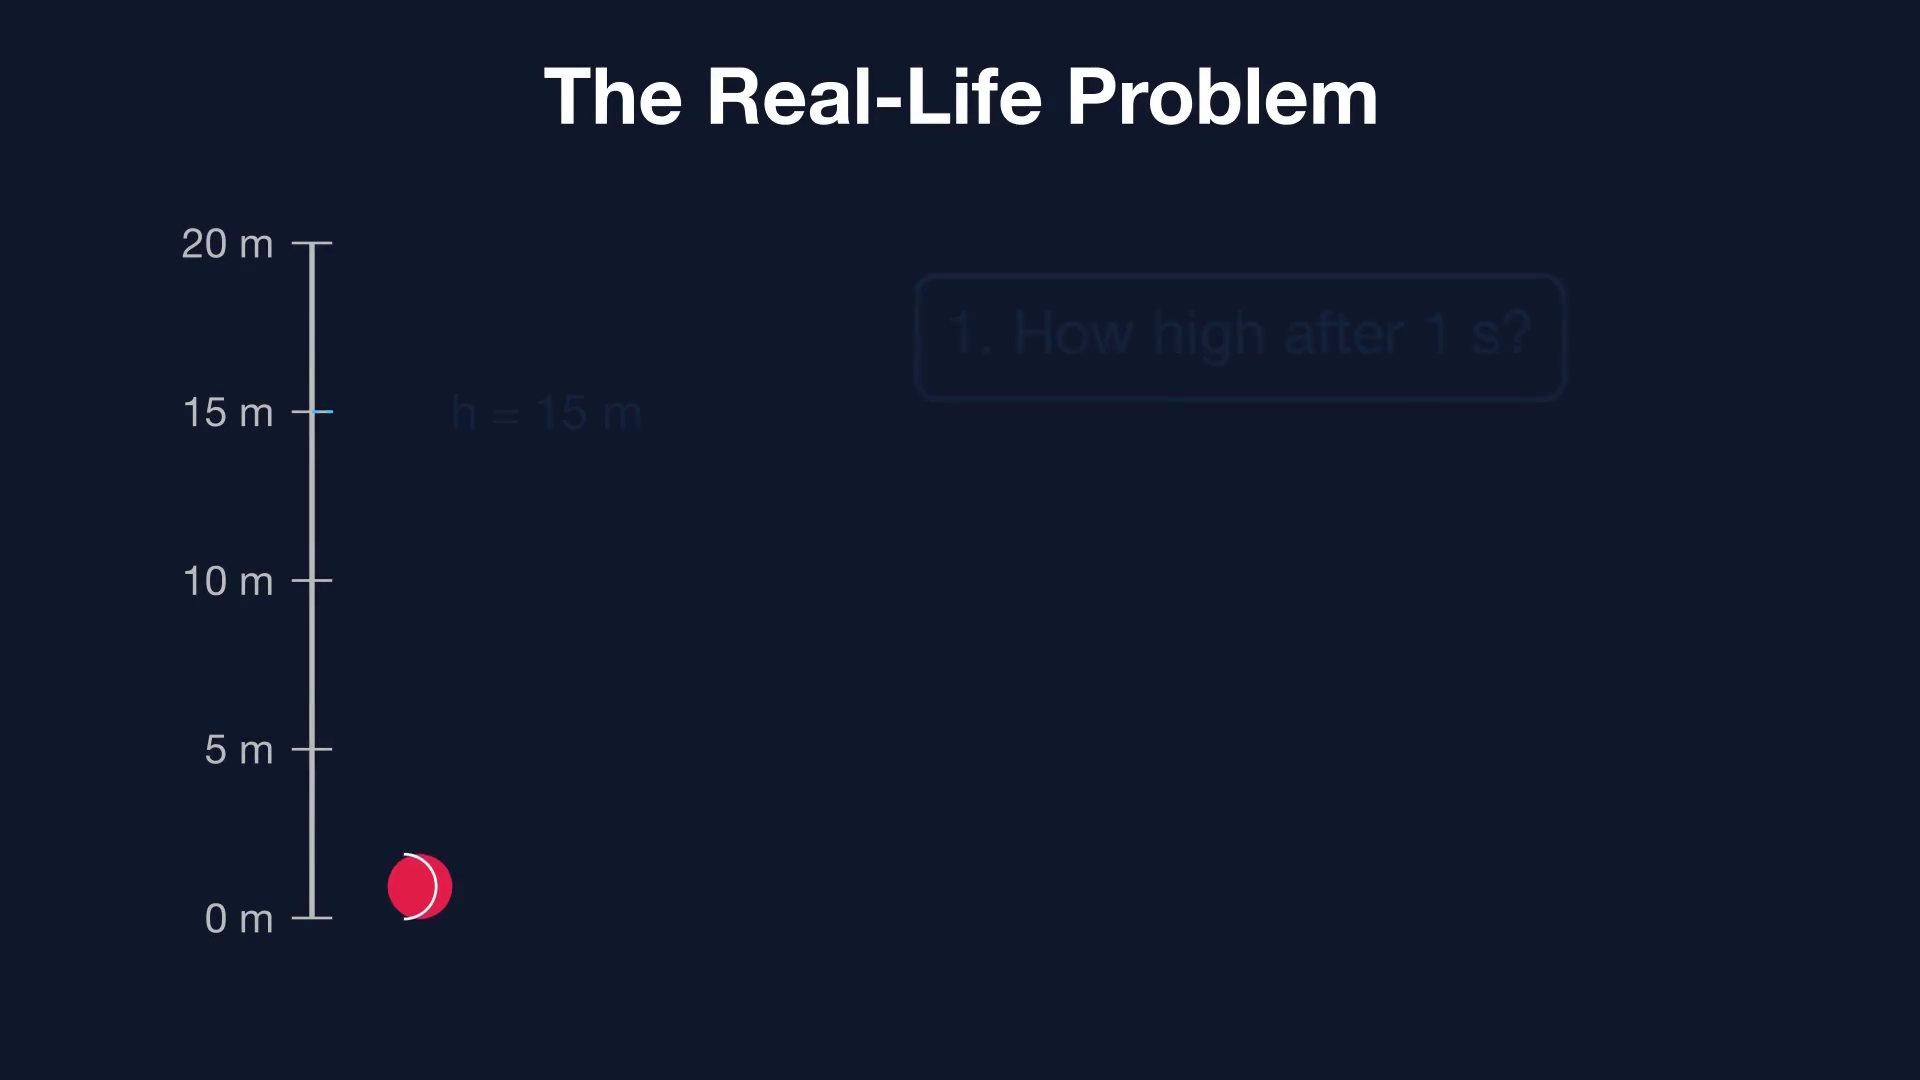 The Real-Life Problem
20 m
1. How high after 1 s?
15 m
h = 15 m
10 m
5 m
0 m